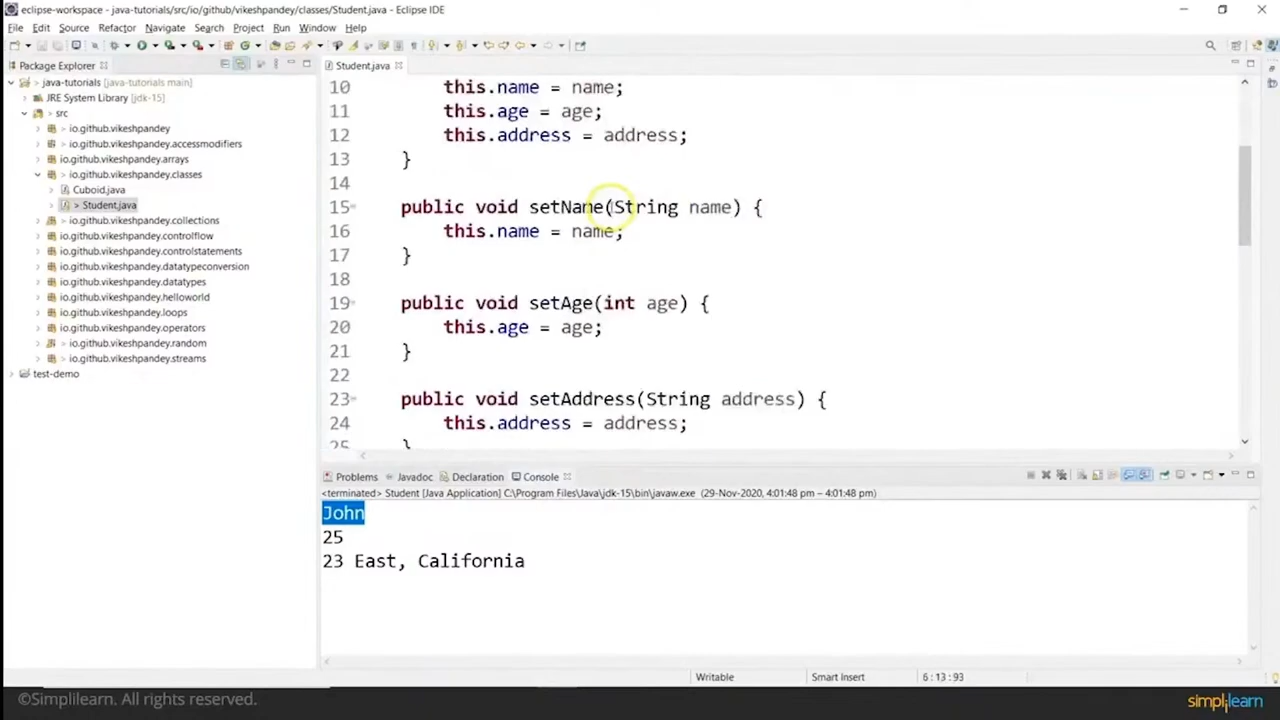 eclipse-workspace - java-tutorials/src/io/github/vikeshpandey/classes/Student.java - Eclipse IDE
File Edit Source Refactor Navigate Search Project Run Window Help
Package Explorer
Student.java
java-tutorials [java-tutorials main]
JRE System Library [jdk-15]
src
io.github.vikeshpandey
io.github.vikeshpandey.accessmodifiers
io.github.vikeshpandey.arrays
io.github.vikeshpandey.classes
Cuboid.java
> Student.java
io.github.vikeshpandey.collections
io.github.vikeshpandey.controlflow
io.github.vikeshpandey.controlstatements
io.github.vikeshpandey.datatypeconversion
io.github.vikeshpandey.datatypes
io.github.vikeshpandey.helloworld
io.github.vikeshpandey.loops
io.github.vikeshpandey.operators
io.github.vikeshpandey.random
io.github.vikeshpandey.streams
test-demo
10 this.name = name;
11 this.age = age;
12 this.address = address;
13 }
14
15 public void setName(String name) {
16 this.name = name;
17 }
18
19 public void setAge(int age) {
20 this.age = age;
21 }
22
23 public void setAddress(String address) {
24 this.address = address;
25 }
Problems Javadoc Declaration Console
<terminated> Student [Java Application] C:\Program Files\Java\jdk-15\bin\javaw.exe (29-Nov-2020, 4:01:48 pm – 4:01:48 pm)
John
25
23 East, California
Writable Smart Insert 6 : 13 : 93
©Simplilearn. All rights reserved.
simplilearn